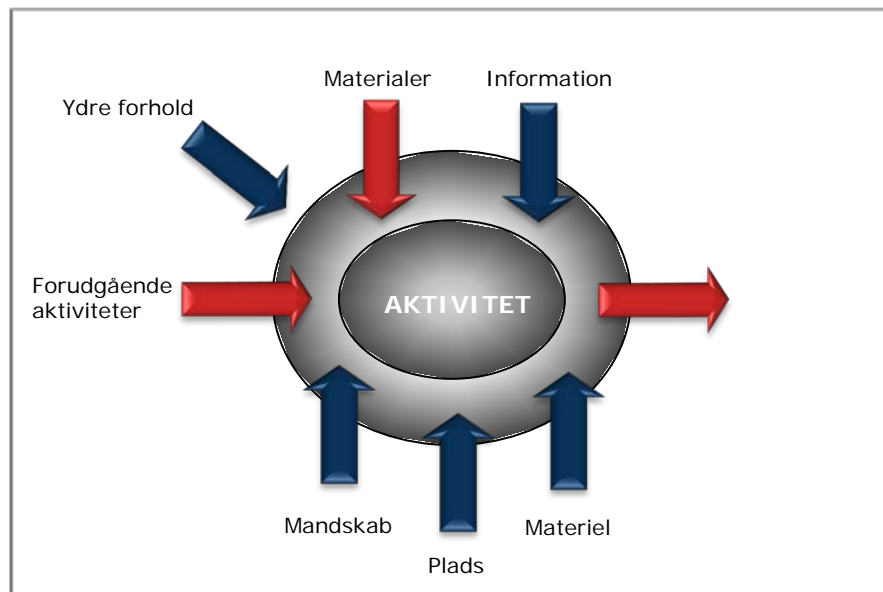 Materialer
Information
Ydre forhold
Forudgående
aktiviteter
AKTIVITET
Mandskab
Materiel
Plads